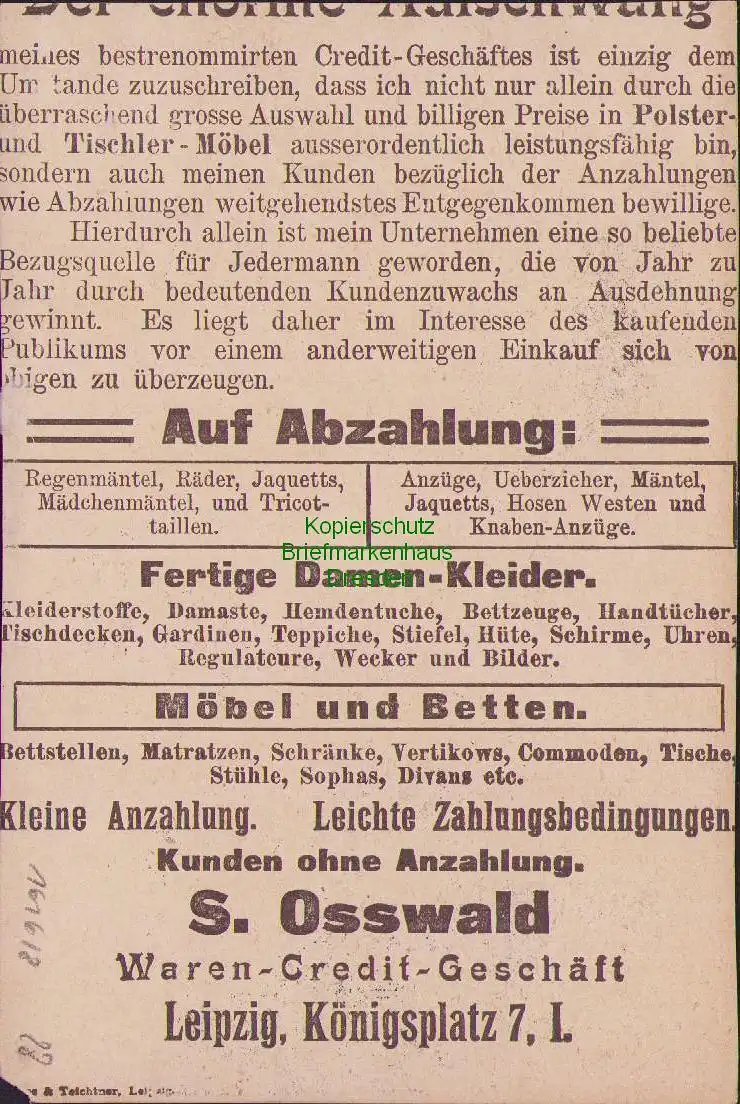 Der enorme Aufschwung
meines bestrenommirten Credit-Geschäftes ist einzig dem
Umstande zuzuschreiben, dass ich nicht nur allein durch die
überraschend grosse Auswahl und billigen Preise in Polster-
und Tischler-Möbel ausserordentlich leistungsfähig bin,
sondern auch meinen Kunden bezüglich der Anzahlungen
wie Abzahlungen weitgehendstes Entgegenkommen bewillige.
Hierdurch allein ist mein Unternehmen eine so beliebte
Bezugsquelle für Jedermann geworden, die von Jahr zu
Jahr durch bedeutenden Kundenzuwachs an Ausdehnung
gewinnt. Es liegt daher im Interesse des kaufenden
Publikums vor einem anderweitigen Einkauf sich von
obigen zu überzeugen.
Auf Abzahlung:
Regenmäntel, Räder, Jaquetts,
Mädchenmäntel, und Tricot-
taillen.
Anzüge, Ueberzieher, Mäntel,
Jaquetts, Hosen Westen und
Knaben-Anzüge.
Kopierschutz
Briefmarkenhaus
Dresden
Fertige Damen-Kleider.
Kleiderstoffe, Damaste, Hemdentuche, Bettzeuge, Handtücher,
Tischdecken, Gardinen, Teppiche, Stiefel, Hüte, Schirme, Uhren,
Regulateure, Wecker und Bilder.
Möbel und Betten.
Bettstellen, Matratzen, Schränke, Vertikows, Commoden, Tische,
Stühle, Sophas, Divans etc.
Kleine Anzahlung. Leichte Zahlungsbedingungen.
Kunden ohne Anzahlung.
S. Osswald
Waren-Credit-Geschäft
Leipzig, Königsplatz 7, I.
& Teichtner, Leipzig